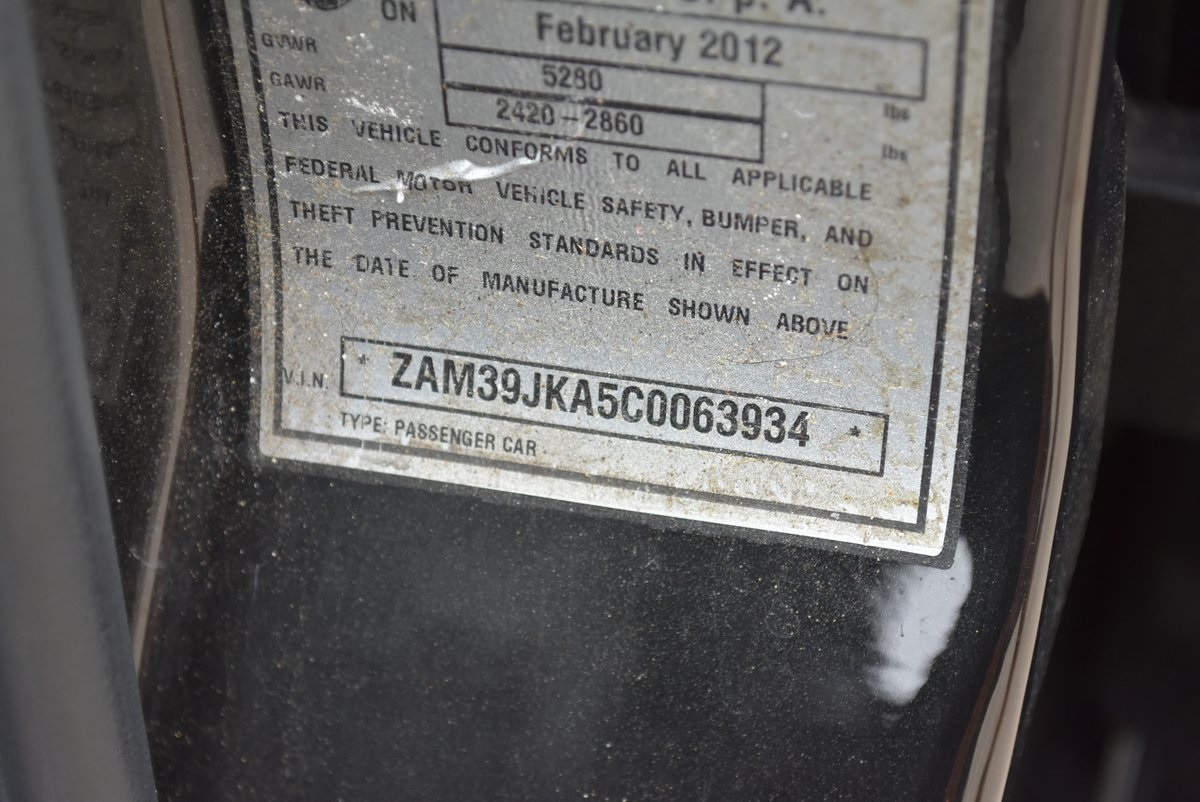 p. A.
ON February 2012
GVWR 5280 lbs
GAWR 2420 – 2860 lbs
THIS VEHICLE CONFORMS TO ALL APPLICABLE
FEDERAL MOTOR VEHICLE SAFETY, BUMPER, AND
THEFT PREVENTION STANDARDS IN EFFECT ON
THE DATE OF MANUFACTURE SHOWN ABOVE
V.I.N. * ZAM39JKA5C0063934 *
TYPE: PASSENGER CAR